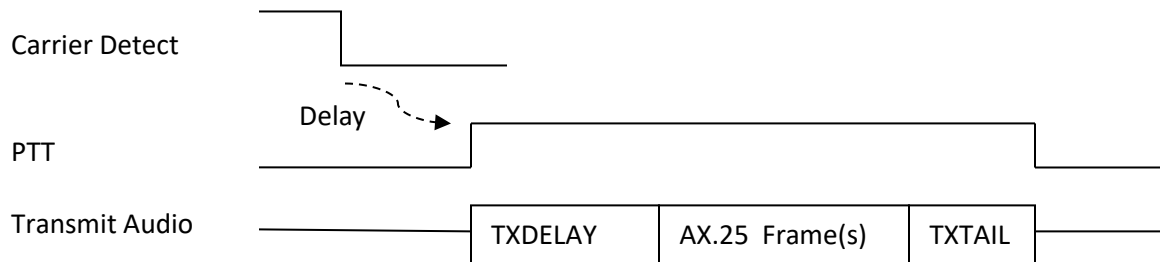 Carrier Detect
Delay
PTT
Transmit Audio
TXDELAY
AX.25 Frame(s)
TXTAIL